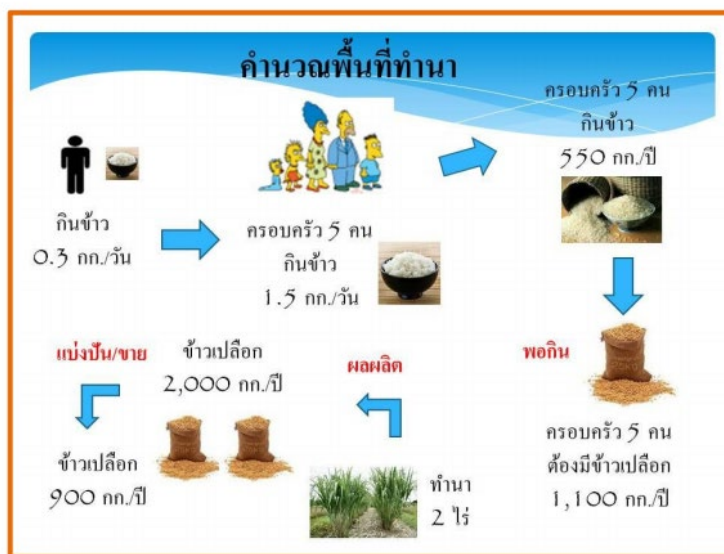 คำนวณพื้นที่ทำนา
กินข้าว
0.3 กก./วัน
ครอบครัว 5 คน
กินข้าว
1.5 กก./วัน
ครอบครัว 5 คน
กินข้าว
550 กก./ปี
พอกิน
ครอบครัว 5 คน
ต้องมีข้าวเปลือก
1,100 กก./ปี
ทำนา
2 ไร่
ผลผลิต
ข้าวเปลือก
2,000 กก./ปี
แบ่งปัน/ขาย
ข้าวเปลือก
900 กก./ปี